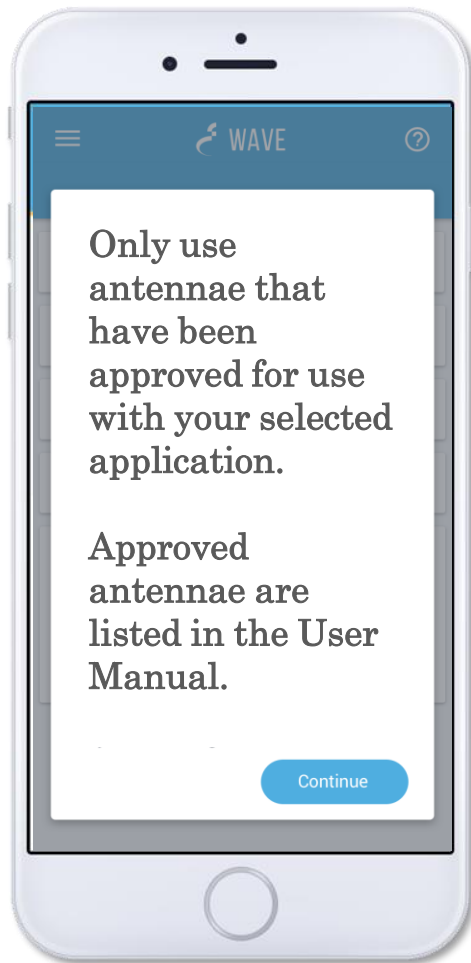 WAVE
Only use
antennae that
have been
approved for use
with your selected
application.
Approved
antennae are
listed in the User
Manual.
Continue